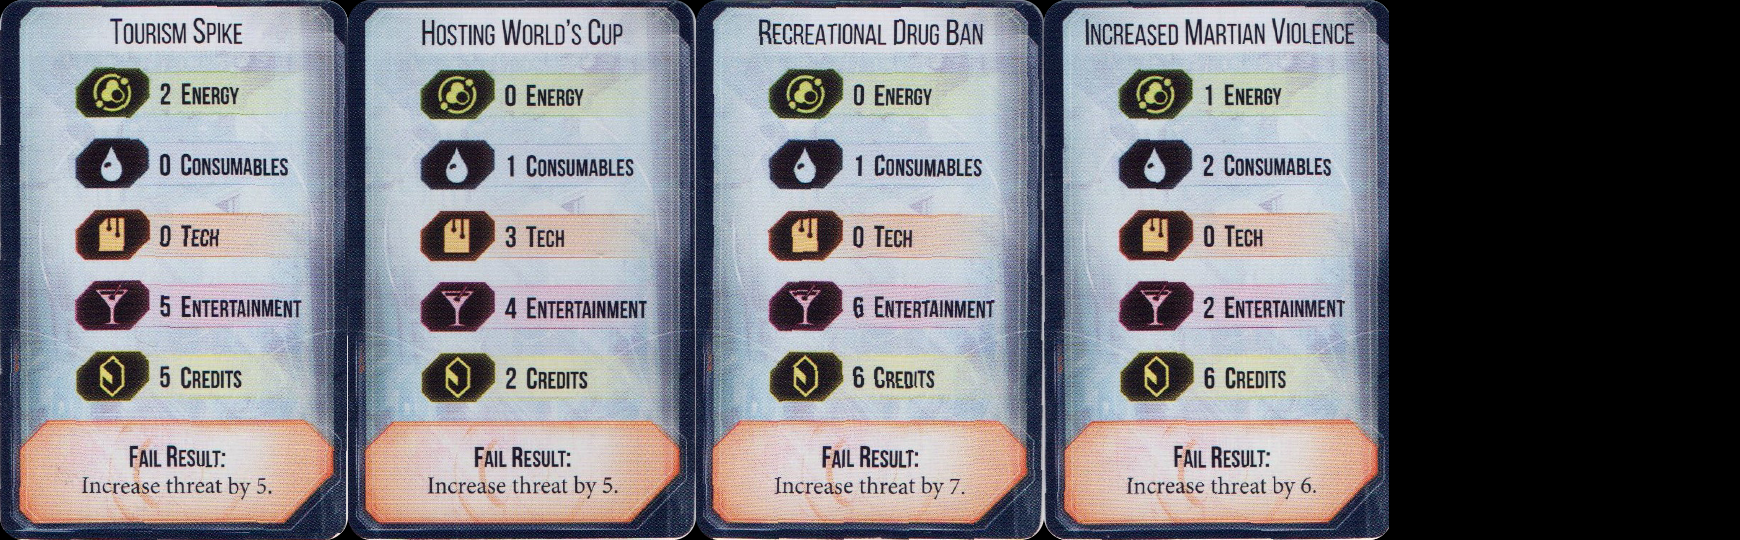 TOURISM SPIKE
2 ENERGY
0 CONSUMABLES
0 TECH
5 ENTERTAINMENT
5 CREDITS
FAIL RESULT:
Increase threat by 5.
HOSTING WORLD'S CUP
0 ENERGY
1 CONSUMABLES
3 TECH
4 ENTERTAINMENT
2 CREDITS
FAIL RESULT:
Increase threat by 5.
RECREATIONAL DRUG BAN
0 ENERGY
1 CONSUMABLES
0 TECH
6 ENTERTAINMENT
6 CREDITS
FAIL RESULT:
Increase threat by 7.
INCREASED MARTIAN VIOLENCE
1 ENERGY
2 CONSUMABLES
0 TECH
2 ENTERTAINMENT
6 CREDITS
FAIL RESULT:
Increase threat by 6.